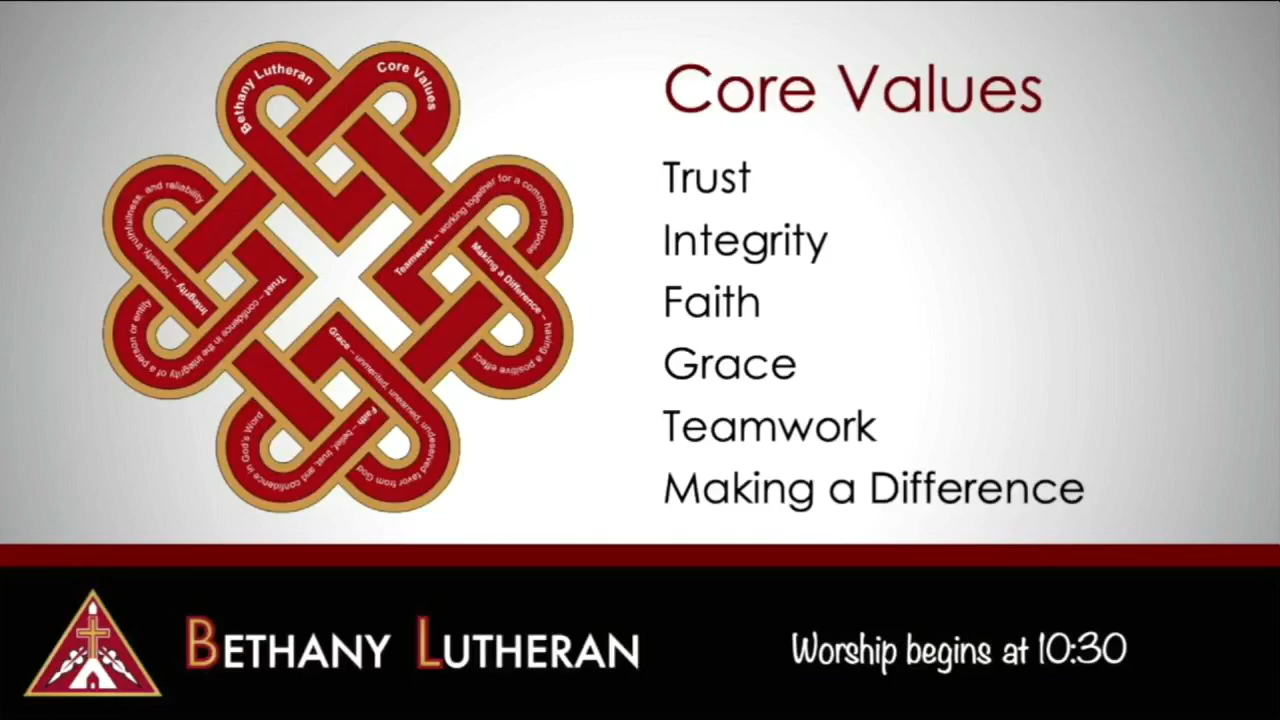 Bethany Lutheran
Core Values
Integrity – honesty, truthfulness, and reliability
Trust – confidence in the integrity of a person or entity
Teamwork – working together for a common purpose
Making a Difference – having a positive effect
Grace – unmerited, unearned, undeserved favor from God
Faith – belief, trust, and confidence in God's Word
Core Values
Trust
Integrity
Faith
Grace
Teamwork
Making a Difference
BETHANY LUTHERAN
Worship begins at 10:30